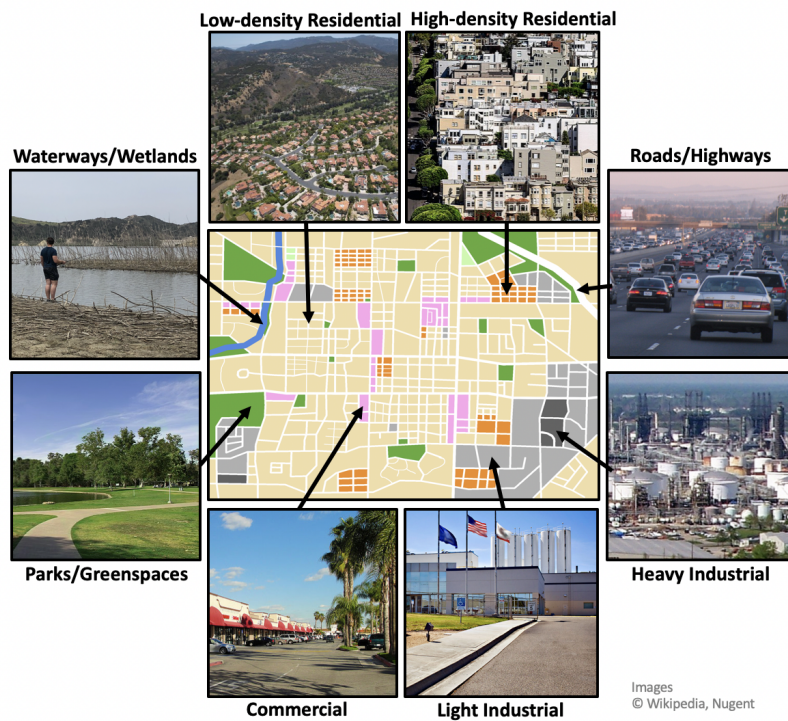 Low-density Residential
High-density Residential
Waterways/Wetlands
Roads/Highways
Parks/Greenspaces
Heavy Industrial
Commercial
Light Industrial
Images
© Wikipedia, Nugent